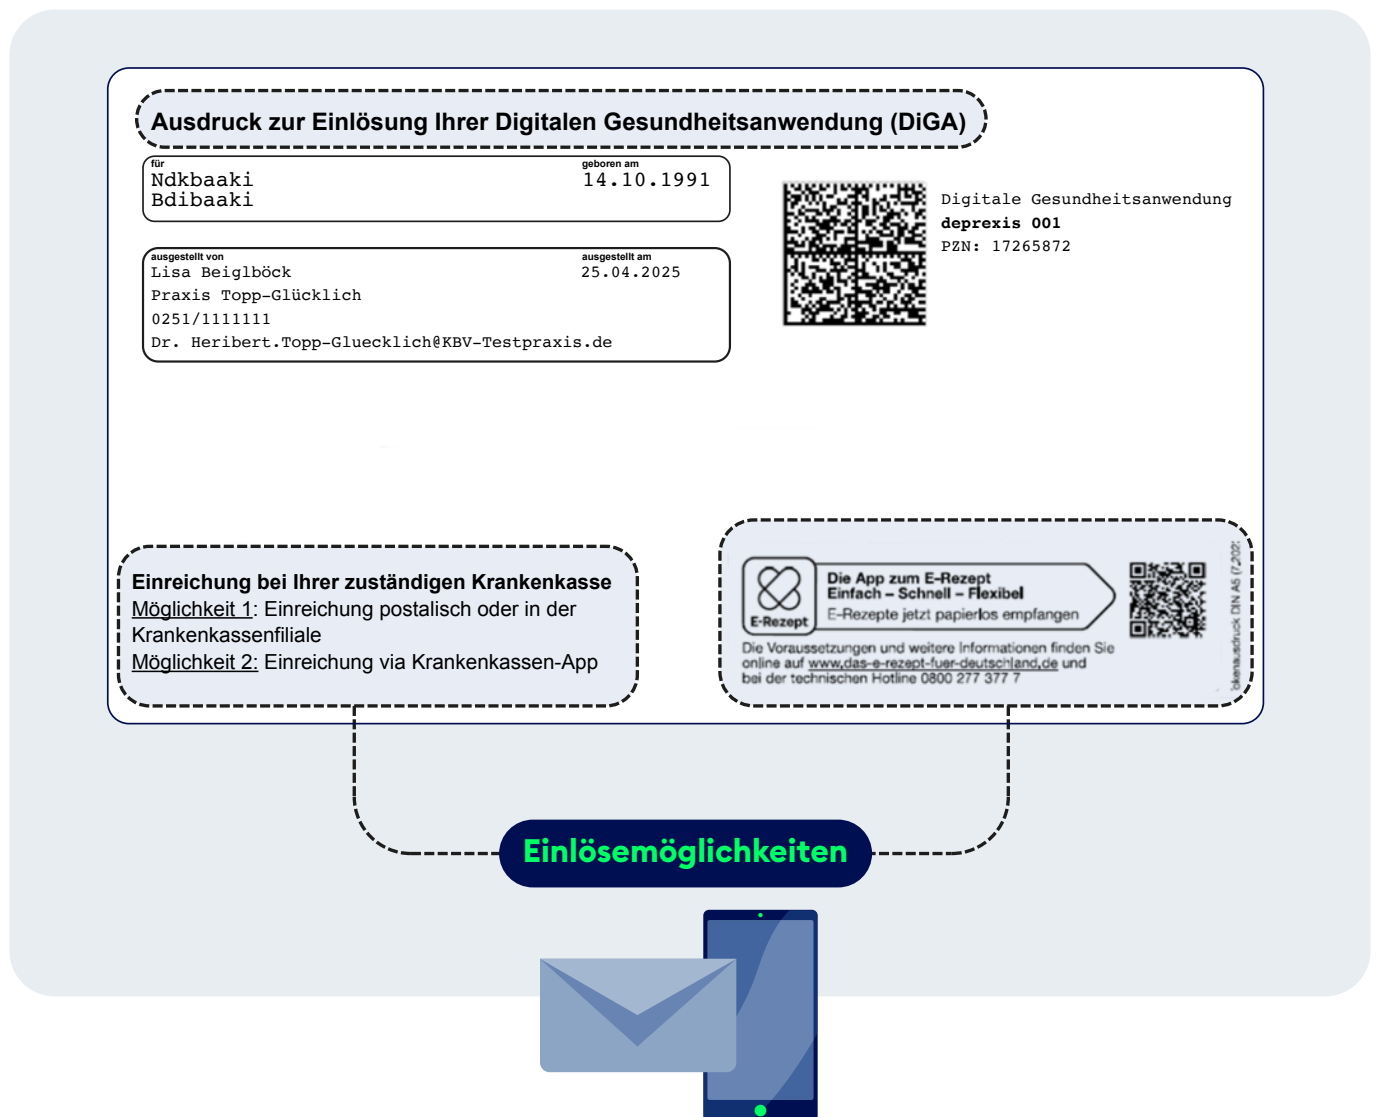 Ausdruck zur Einlösung Ihrer Digitalen Gesundheitsanwendung (DiGA)
für
Ndkbaaki
Bdibaaki
geboren am
14.10.1991
ausgestellt von
Lisa Beiglböck
Praxis Topp-Glücklich
0251/1111111
Dr. Heribert.Topp-Gluecklich@KBV-Testpraxis.de
ausgestellt am
25.04.2025
Digitale Gesundheitsanwendung
deprexis 001
PZN: 17265872
Einreichung bei Ihrer zuständigen Krankenkasse
Möglichkeit 1: Einreichung postalisch oder in der
Krankenkassenfiliale
Möglichkeit 2: Einreichung via Krankenkassen-App
E-Rezept
Die App zum E-Rezept
Einfach – Schnell – Flexibel
E-Rezepte jetzt papierlos empfangen
Die Voraussetzungen und weitere Informationen finden Sie
online auf www.das-e-rezept-fuer-deutschland.de und
bei der technischen Hotline 0800 277 377 7
DIN A5
Einlösemöglichkeiten